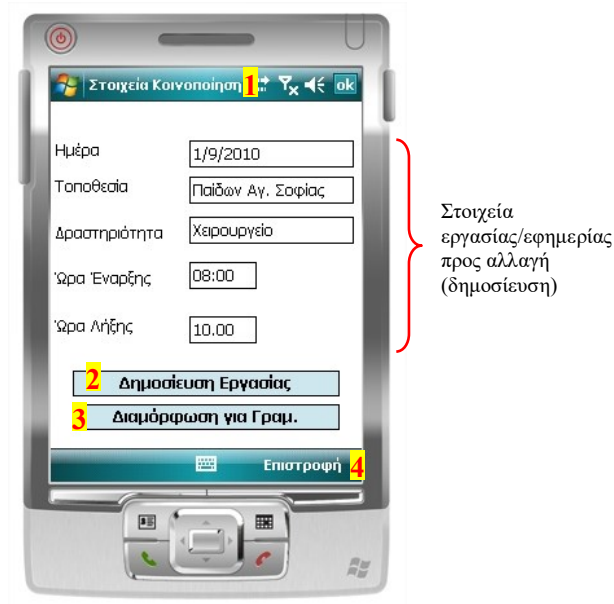 Στοιχεία Κοινοποίηση 1 ok
Ημέρα 1/9/2010
Τοποθεσία Παίδων Αγ. Σοφίας
Δραστηριότητα Χειρουργείο
Ώρα Έναρξης 08:00
Ώρα Λήξης 10.00
2 Δημοσίευση Εργασίας
3 Διαμόρφωση για Γραμ.
Επιστροφή 4
Στοιχεία
εργασίας/εφημερίας
προς αλλαγή
(δημοσίευση)